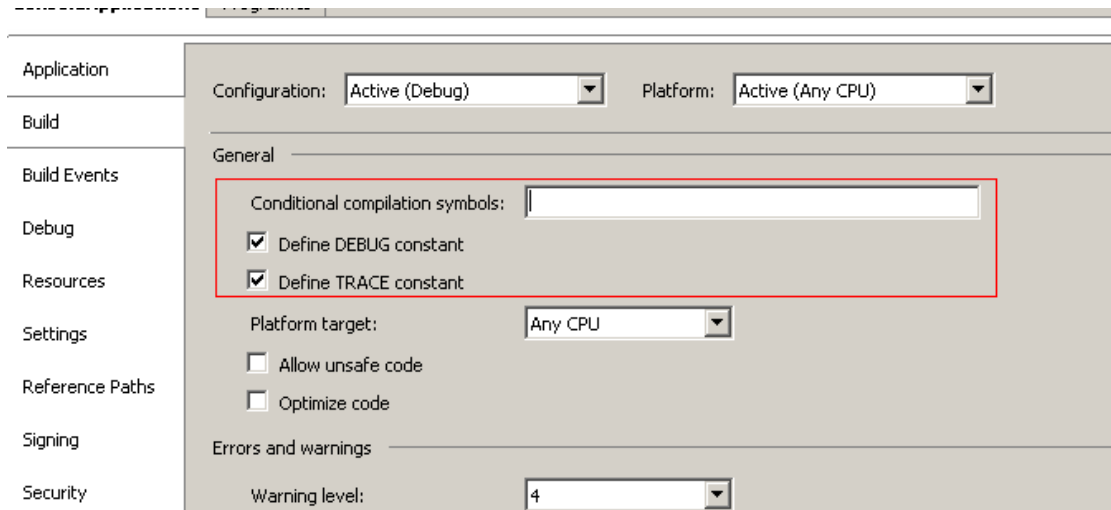 Application
Configuration: Active (Debug) Platform: Active (Any CPU)
Build
General
Build Events
Conditional compilation symbols:
Debug
Define DEBUG constant
Resources
Define TRACE constant
Settings
Platform target: Any CPU
Allow unsafe code
Reference Paths
Optimize code
Signing
Errors and warnings
Security
Warning level: 4